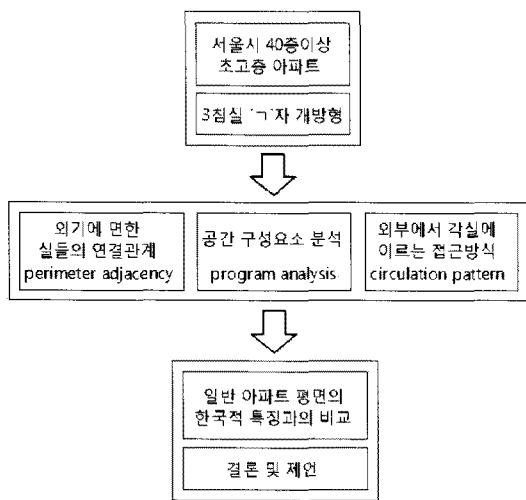 서울시 40층이상
초고층 아파트
3침실 'ㄱ'자 개방형
외기에 면한
실들의 연결관계
perimeter adjacency
공간 구성요소 분석
program analysis
외부에서 각실에
이르는 접근방식
circulation pattern
일반 아파트 평면의
한국적 특징과의 비교
결론 및 제언